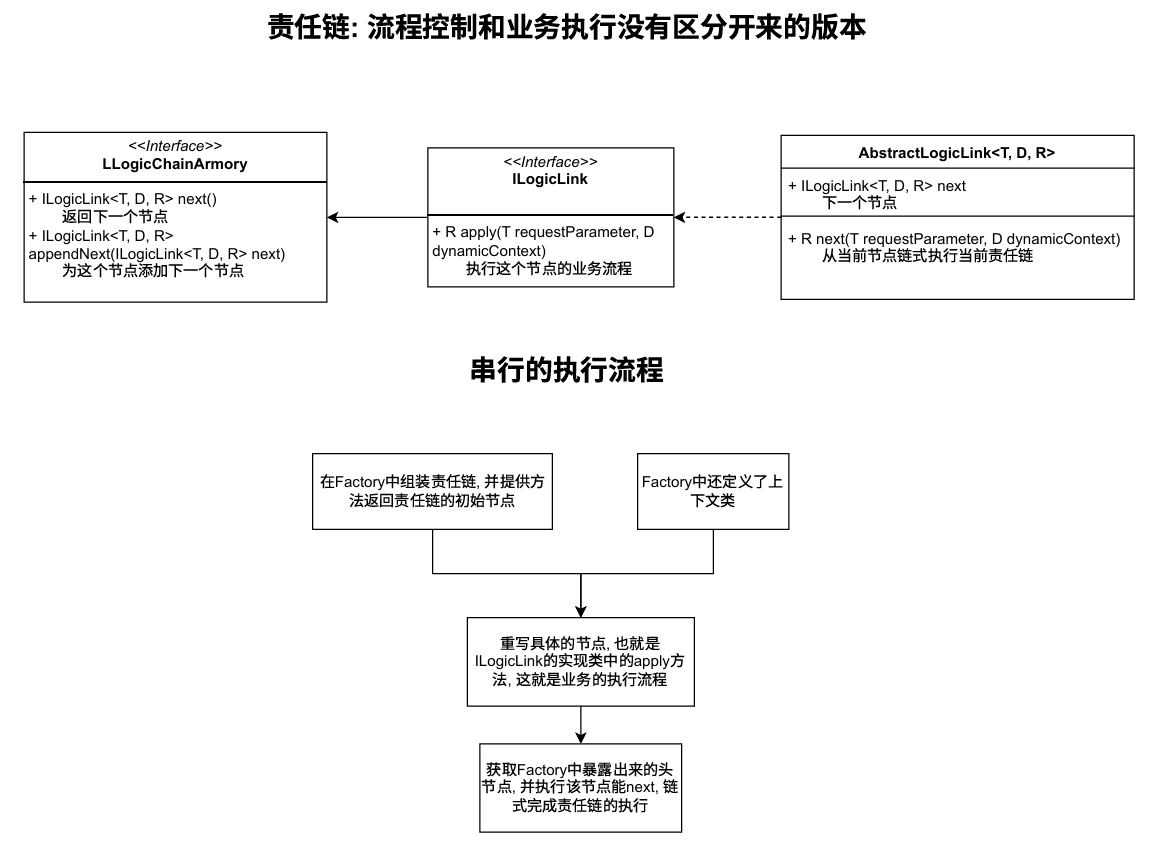 责任链: 流程控制和业务执行没有区分开来的版本
<<Interface>>
LLogicChainArmory
+ ILogicLink<T, D, R> next()
返回下一个节点
+ ILogicLink<T, D, R>
appendNext(ILogicLink<T, D, R> next)
为这个节点添加下一个节点
<<Interface>>
ILogicLink
+ R apply(T requestParameter, D
dynamicContext)
执行这个节点的业务流程
AbstractLogicLink<T, D, R>
+ ILogicLink<T, D, R> next
下一个节点
+ R next(T requestParameter, D dynamicContext)
从当前节点链式执行当前责任链
串行的执行流程
在Factory中组装责任链, 并提供方
法返回责任链的初始节点
Factory中还定义了上
下文类
重写具体的节点, 也就是
ILogicLink的实现类中的apply方
法, 这就是业务的执行流程
获取Factory中暴露出来的头
节点, 并执行该节点能next, 链
式完成责任链的执行